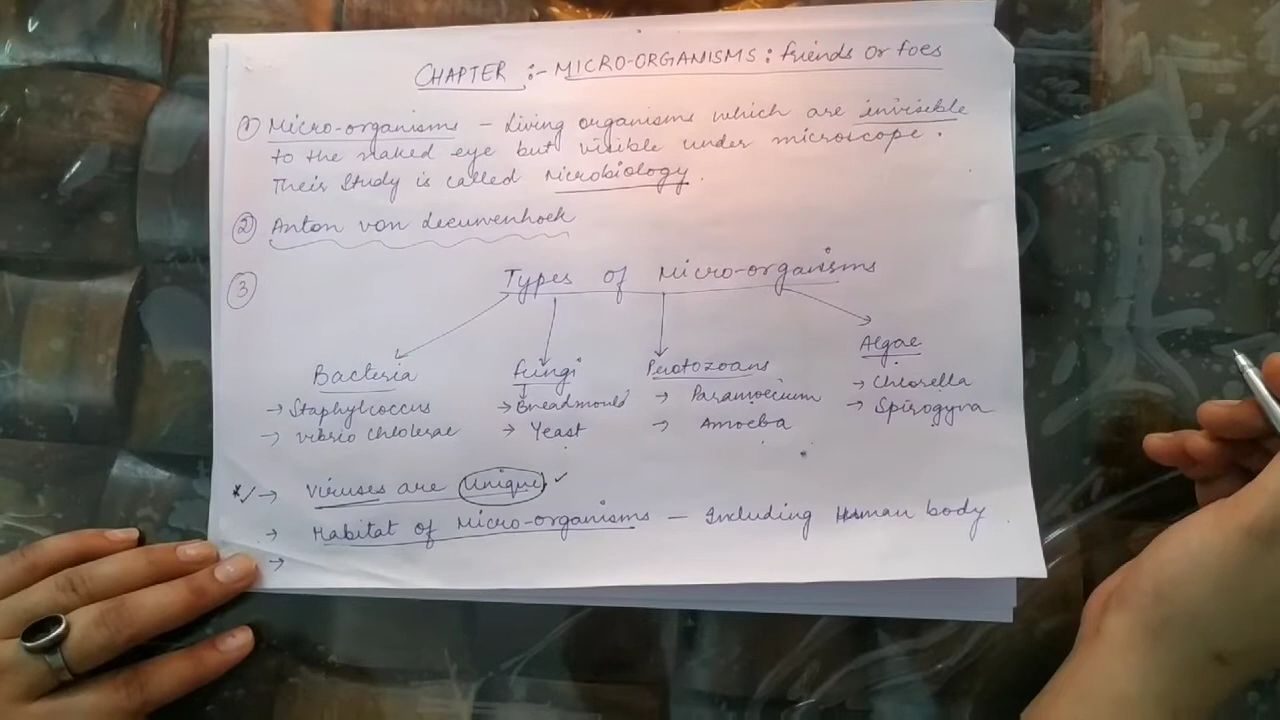 CHAPTER :- MICRO-ORGANISMS : friends or foes
① Micro-organisms - Living organisms which are invisible
to the naked eye but visible under microscope.
Their study is called Microbiology.
② Anton von Leeuwenhoek
③ Types of Micro-organisms
Bacteria
→ Staphylcoccus
→ vibrio chlolerae
Fungi
→ Breadmould
→ Yeast
Protozoans
→ Paramoecium
→ Amoeba
Algae
→ Chlorella
→ Spirogyra
*✓→ Viruses are Unique ✓
→ Habitat of Micro-organisms - Including Human body
→